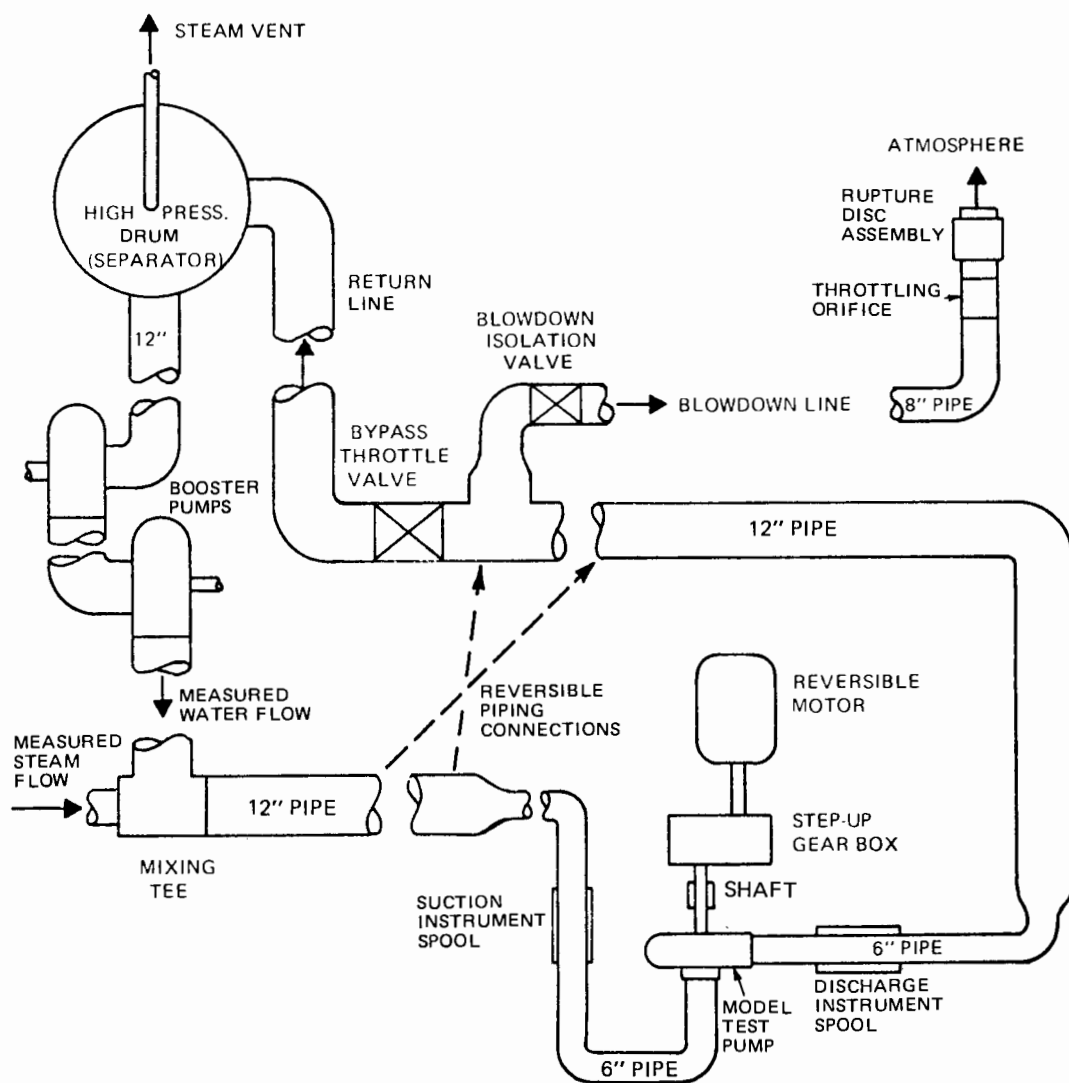 STEAM VENT
HIGH PRESS.
DRUM
(SEPARATOR)
12"
RETURN
LINE
ATMOSPHERE
RUPTURE
DISC
ASSEMBLY
THROTTLING
ORIFICE
8" PIPE
BLOWDOWN
ISOLATION
VALVE
BLOWDOWN LINE
BYPASS
THROTTLE
VALVE
BOOSTER
PUMPS
12" PIPE
MEASURED
WATER FLOW
REVERSIBLE
PIPING
CONNECTIONS
REVERSIBLE
MOTOR
MEASURED
STEAM
FLOW
12" PIPE
MIXING
TEE
STEP-UP
GEAR BOX
SHAFT
SUCTION
INSTRUMENT
SPOOL
6" PIPE
DISCHARGE
INSTRUMENT
SPOOL
MODEL
TEST
PUMP
6" PIPE